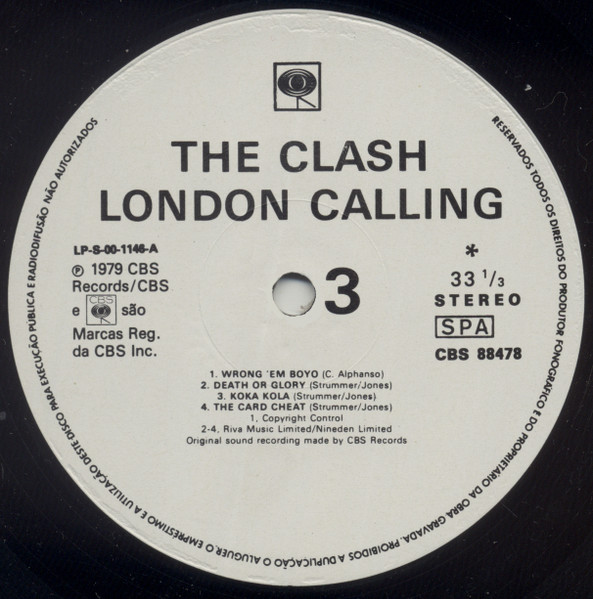 THE CLASH
LONDON CALLING
LP-S-00-1146-A
℗ 1979 CBS
Records/CBS
e CBS são
Marcas Reg.
da CBS Inc.
3
*
33 1/3
STEREO
SPA
CBS 88478
1. WRONG 'EM BOYO (C. Alphanso)
2. DEATH OR GLORY (Strummer/Jones)
3. KOKA KOLA (Strummer/Jones)
4. THE CARD CHEAT (Strummer/Jones)
1, Copyright Control
2-4, Riva Music Limited/Nineden Limited
Original sound recording made by CBS Records
RESERVADOS TODOS OS DIREITOS DO PRODUTOR FONOGRÁFICO E DO PROPRIETÁRIO DA OBRA GRAVADA. PROIBIDOS A DUPLICAÇÃO O ALUGUER, O EMPRESTIMO E A UTILIZAÇÃO DESTE DISCO PARA EXECUÇÃO PÚBLICA E RADIODIFUSÃO NÃO AUTORIZADOS